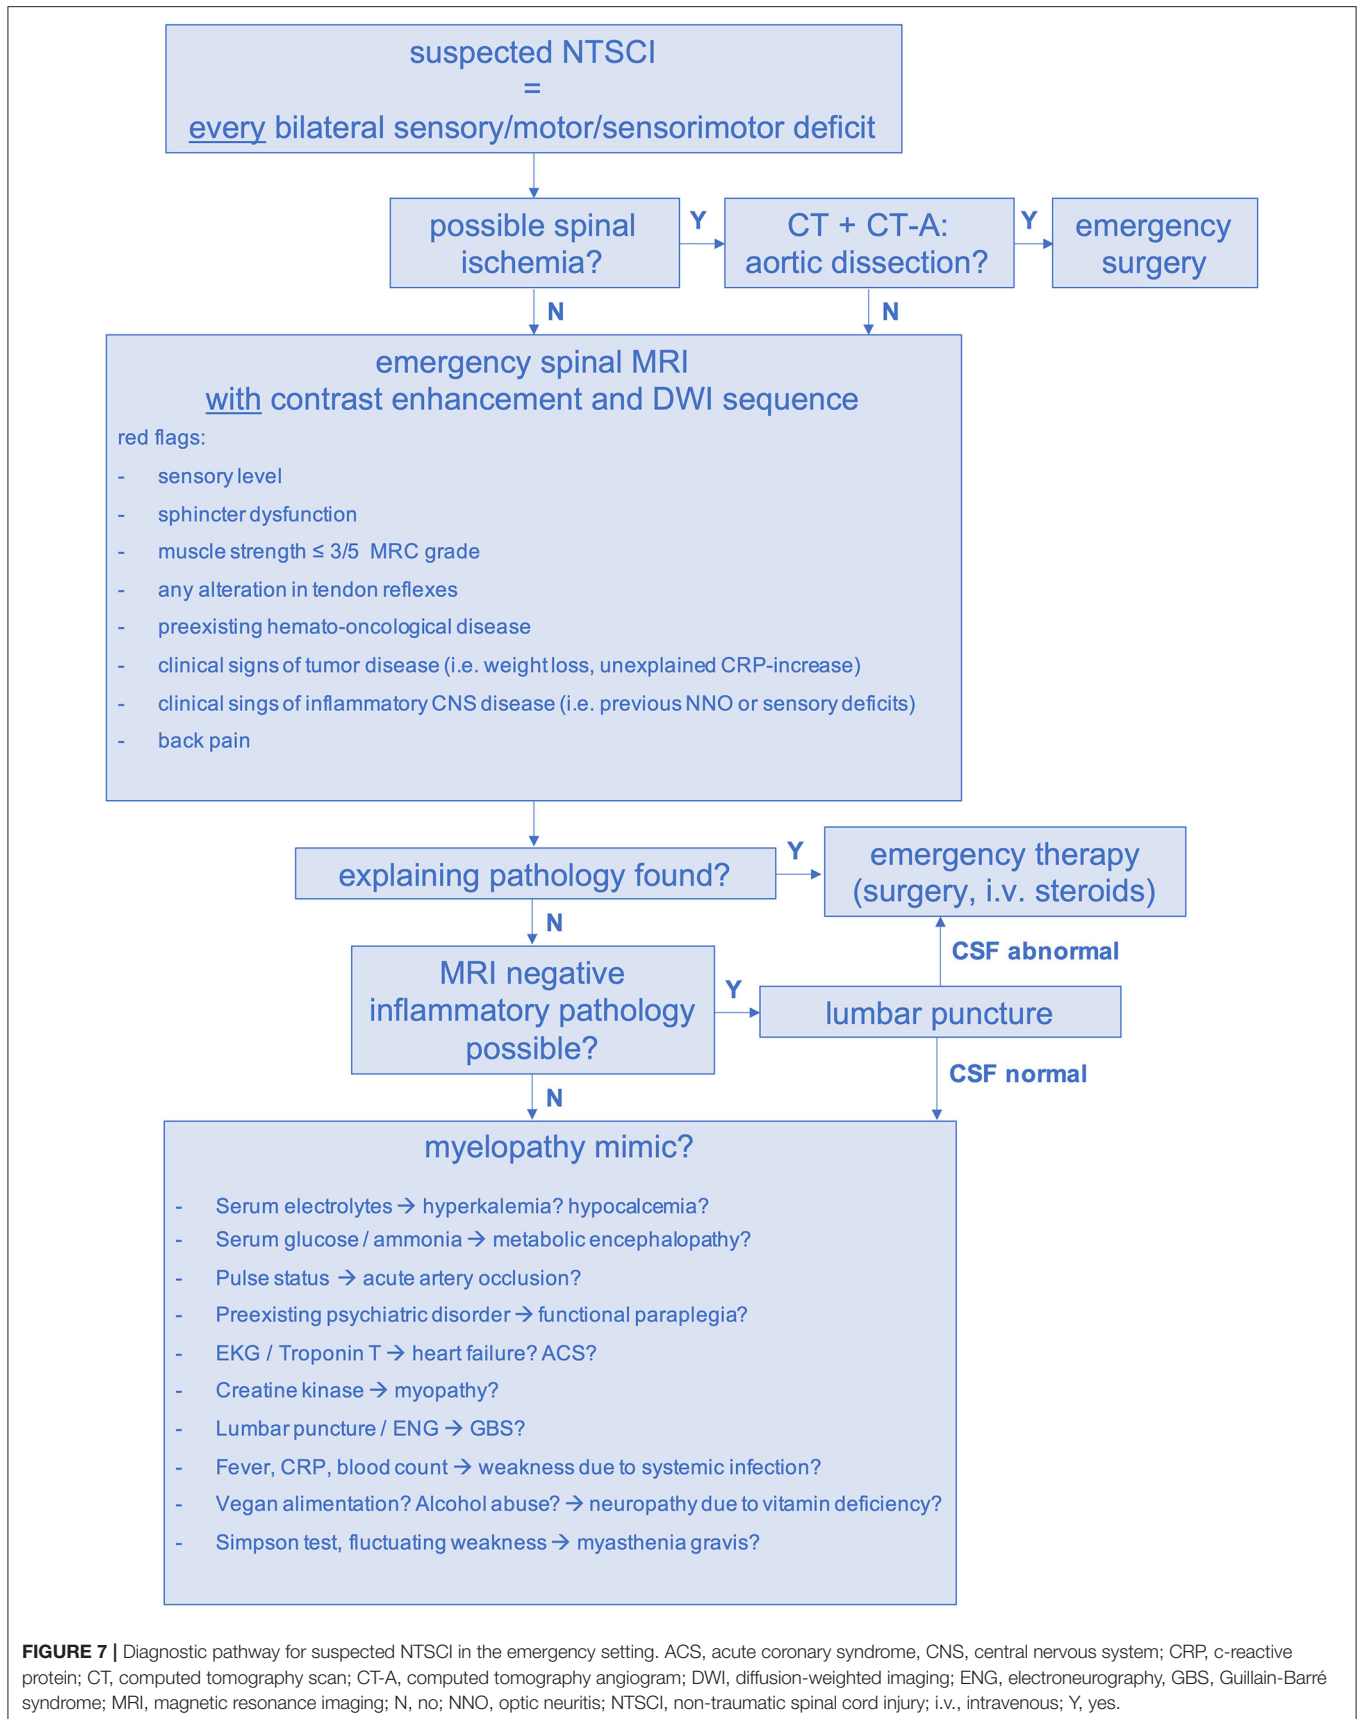 suspected NTSCI
=
every bilateral sensory/motor/sensorimotor deficit
possible spinal
ischemia?
Y
CT + CT-A:
aortic dissection?
Y
emergency
surgery
N
N
emergency spinal MRI
with contrast enhancement and DWI sequence
red flags:
- sensory level
- sphincter dysfunction
- muscle strength ≤ 3/5 MRC grade
- any alteration in tendon reflexes
- preexisting hemato-oncological disease
- clinical signs of tumor disease (i.e. weight loss, unexplained CRP-increase)
- clinical sings of inflammatory CNS disease (i.e. previous NNO or sensory deficits)
- back pain
explaining pathology found?
Y
emergency therapy
(surgery, i.v. steroids)
N
CSF abnormal
MRI negative
inflammatory pathology
possible?
Y
lumbar puncture
CSF normal
N
myelopathy mimic?
- Serum electrolytes → hyperkalemia? hypocalcemia?
- Serum glucose / ammonia → metabolic encephalopathy?
- Pulse status → acute artery occlusion?
- Preexisting psychiatric disorder → functional paraplegia?
- EKG / Troponin T → heart failure? ACS?
- Creatine kinase → myopathy?
- Lumbar puncture / ENG → GBS?
- Fever, CRP, blood count → weakness due to systemic infection?
- Vegan alimentation? Alcohol abuse? → neuropathy due to vitamin deficiency?
- Simpson test, fluctuating weakness → myasthenia gravis?
FIGURE 7 | Diagnostic pathway for suspected NTSCI in the emergency setting. ACS, acute coronary syndrome, CNS, central nervous system; CRP, c-reactive
protein; CT, computed tomography scan; CT-A, computed tomography angiogram; DWI, diffusion-weighted imaging; ENG, electroneurography, GBS, Guillain-Barré
syndrome; MRI, magnetic resonance imaging; N, no; NNO, optic neuritis; NTSCI, non-traumatic spinal cord injury; i.v., intravenous; Y, yes.